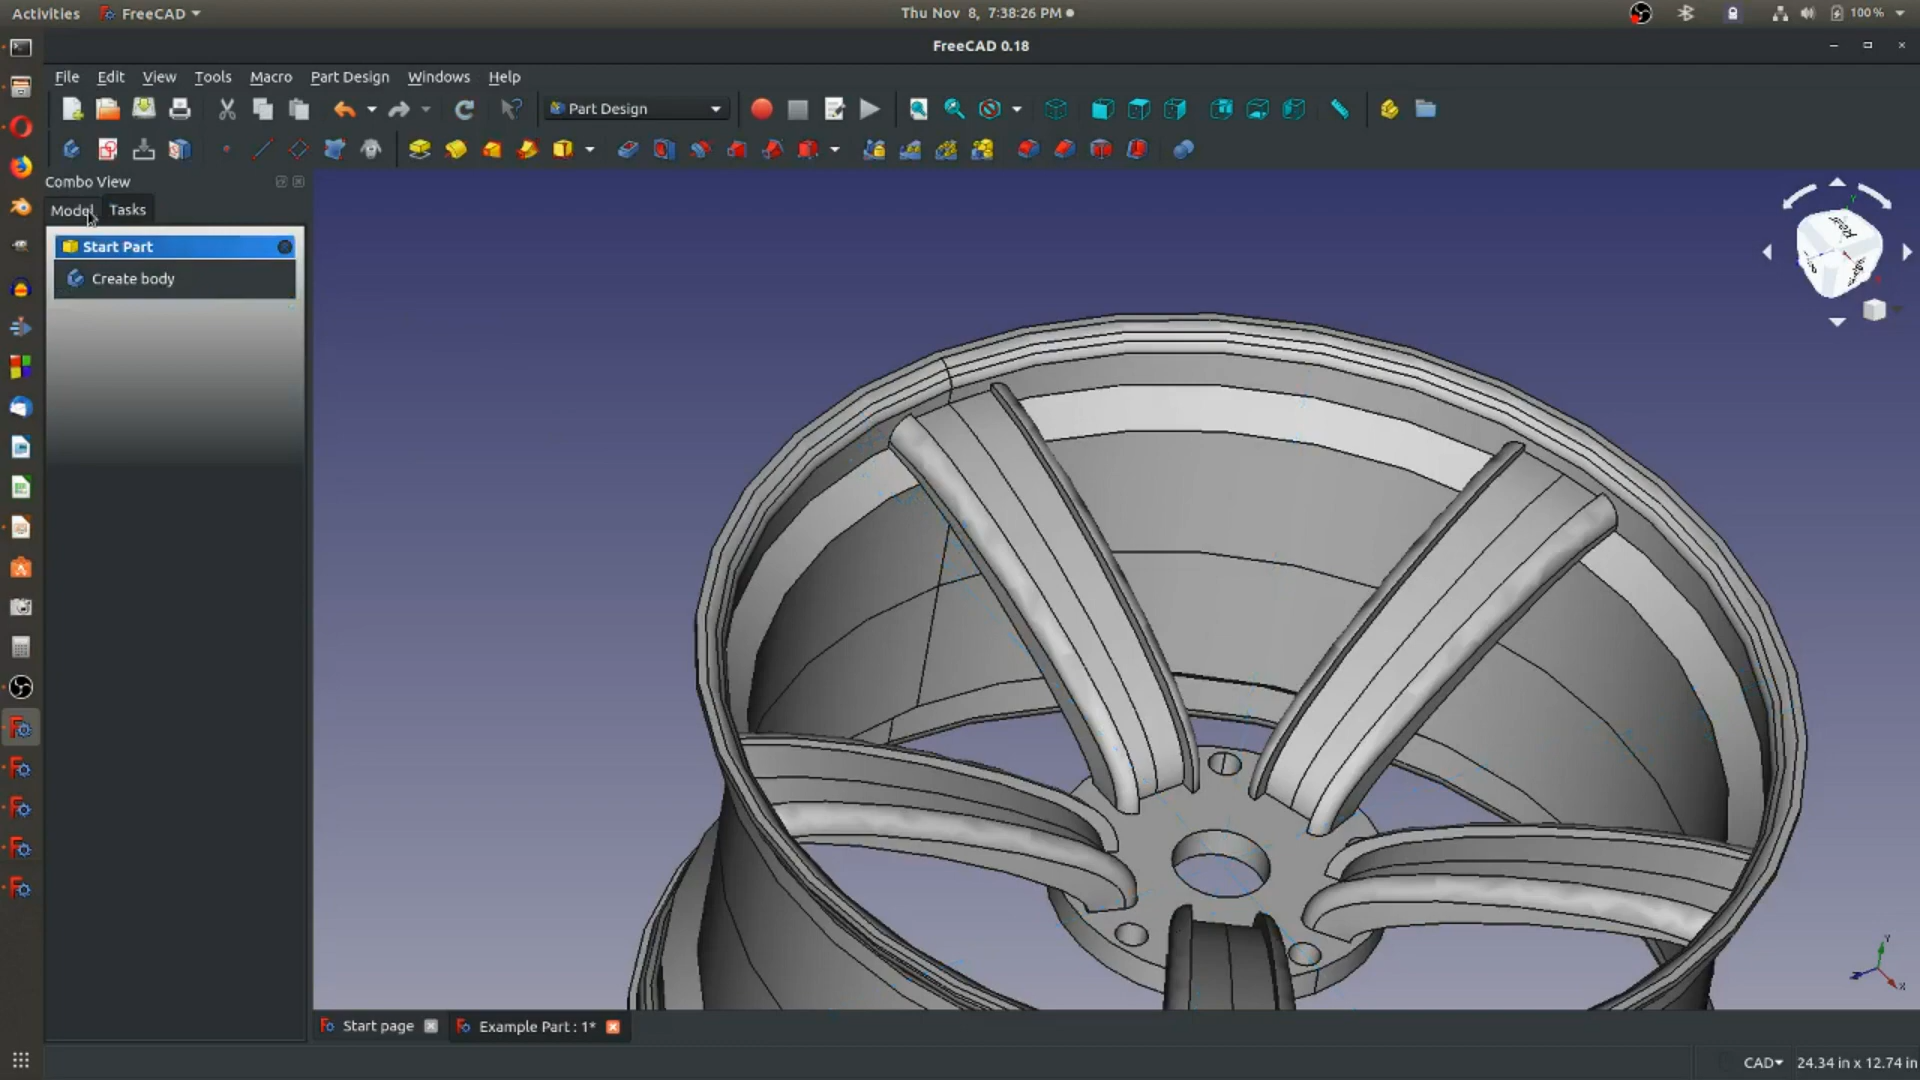 Activities FreeCAD Thu Nov 8, 7:38:26 PM 100%
FreeCAD 0.18
File Edit View Tools Macro Part Design Windows Help
Part Design
Combo View
Model Tasks
Start Part
Create body
Start page Example Part : 1*
CAD 24.34 in x 12.74 in
Y
X